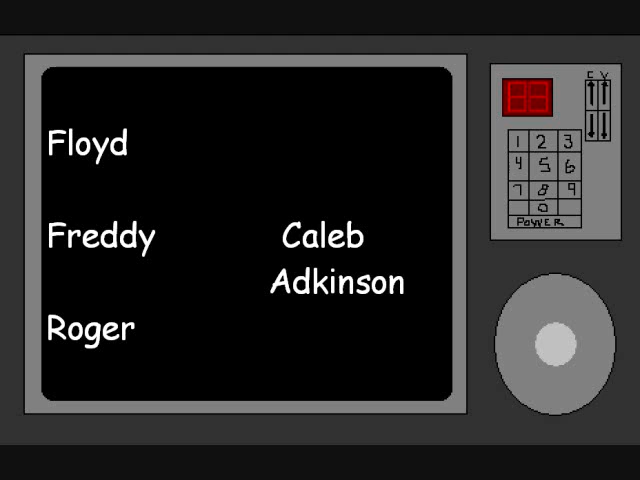 Floyd
Freddy Caleb
Adkinson
Roger
C V
1 2 3
4 5 6
7 8 9
0
POWER